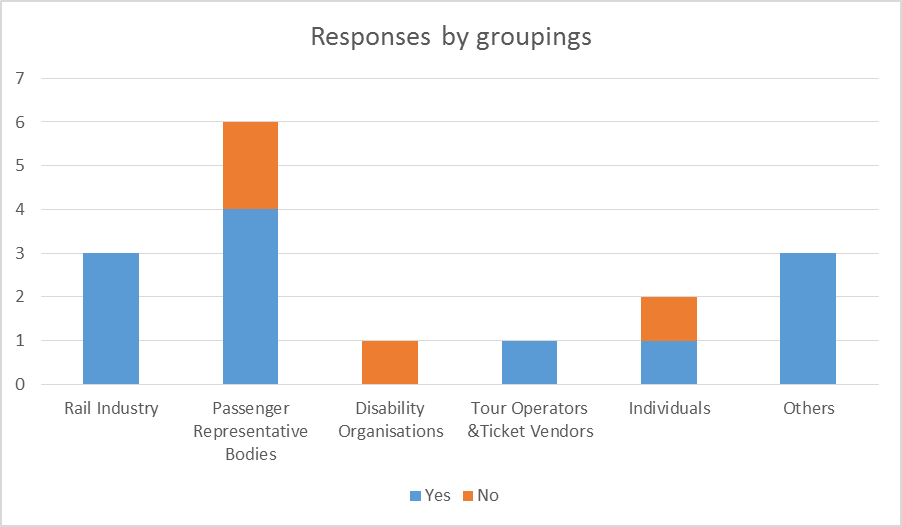 Responses by groupings
7
6
5
4
3
2
1
0
Rail Industry
Passenger
Representative
Bodies
Disability
Organisations
Tour Operators
&Ticket Vendors
Individuals
Others
Yes
No